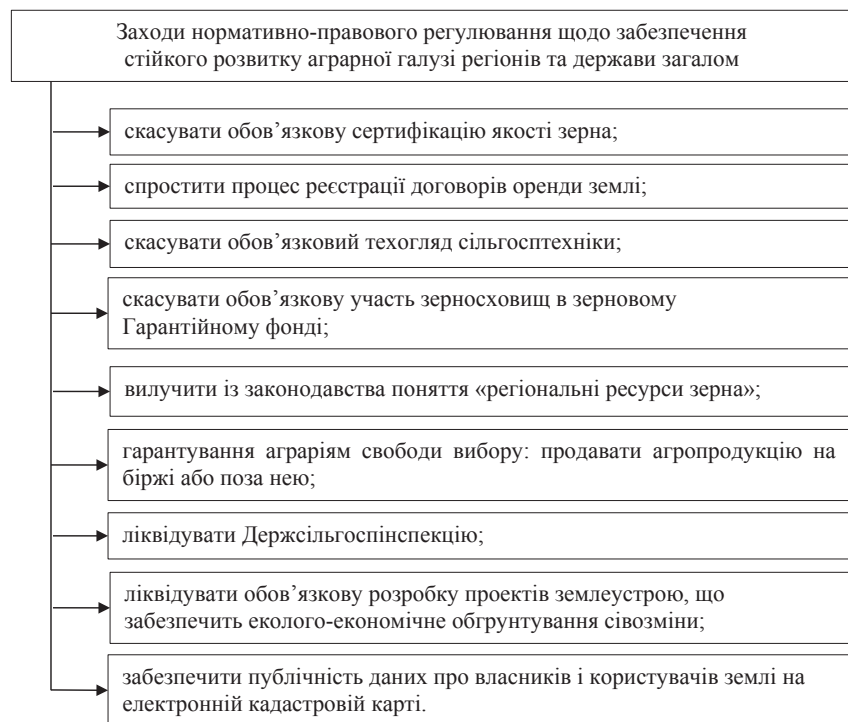 Заходи нормативно-правового регулювання щодо забезпечення
стійкого розвитку аграрної галузі регіонів та держави загалом
скасувати обов’язкову сертифікацію якості зерна;
спростити процес реєстрації договорів оренди землі;
скасувати обов’язковий техогляд сільгосптехніки;
скасувати обов’язкову участь зерносховищ в зерновому
Гарантійному фонді;
вилучити із законодавства поняття «регіональні ресурси зерна»;
гарантування аграріям свободи вибору: продавати агропродукцію на
біржі або поза нею;
ліквідувати Держсільгоспінспекцію;
ліквідувати обов’язкову розробку проектів землеустрою, що
забезпечить еколого-економічне обгрунтування сівозміни;
забезпечити публічність даних про власників і користувачів землі на
електронній кадастровій карті.